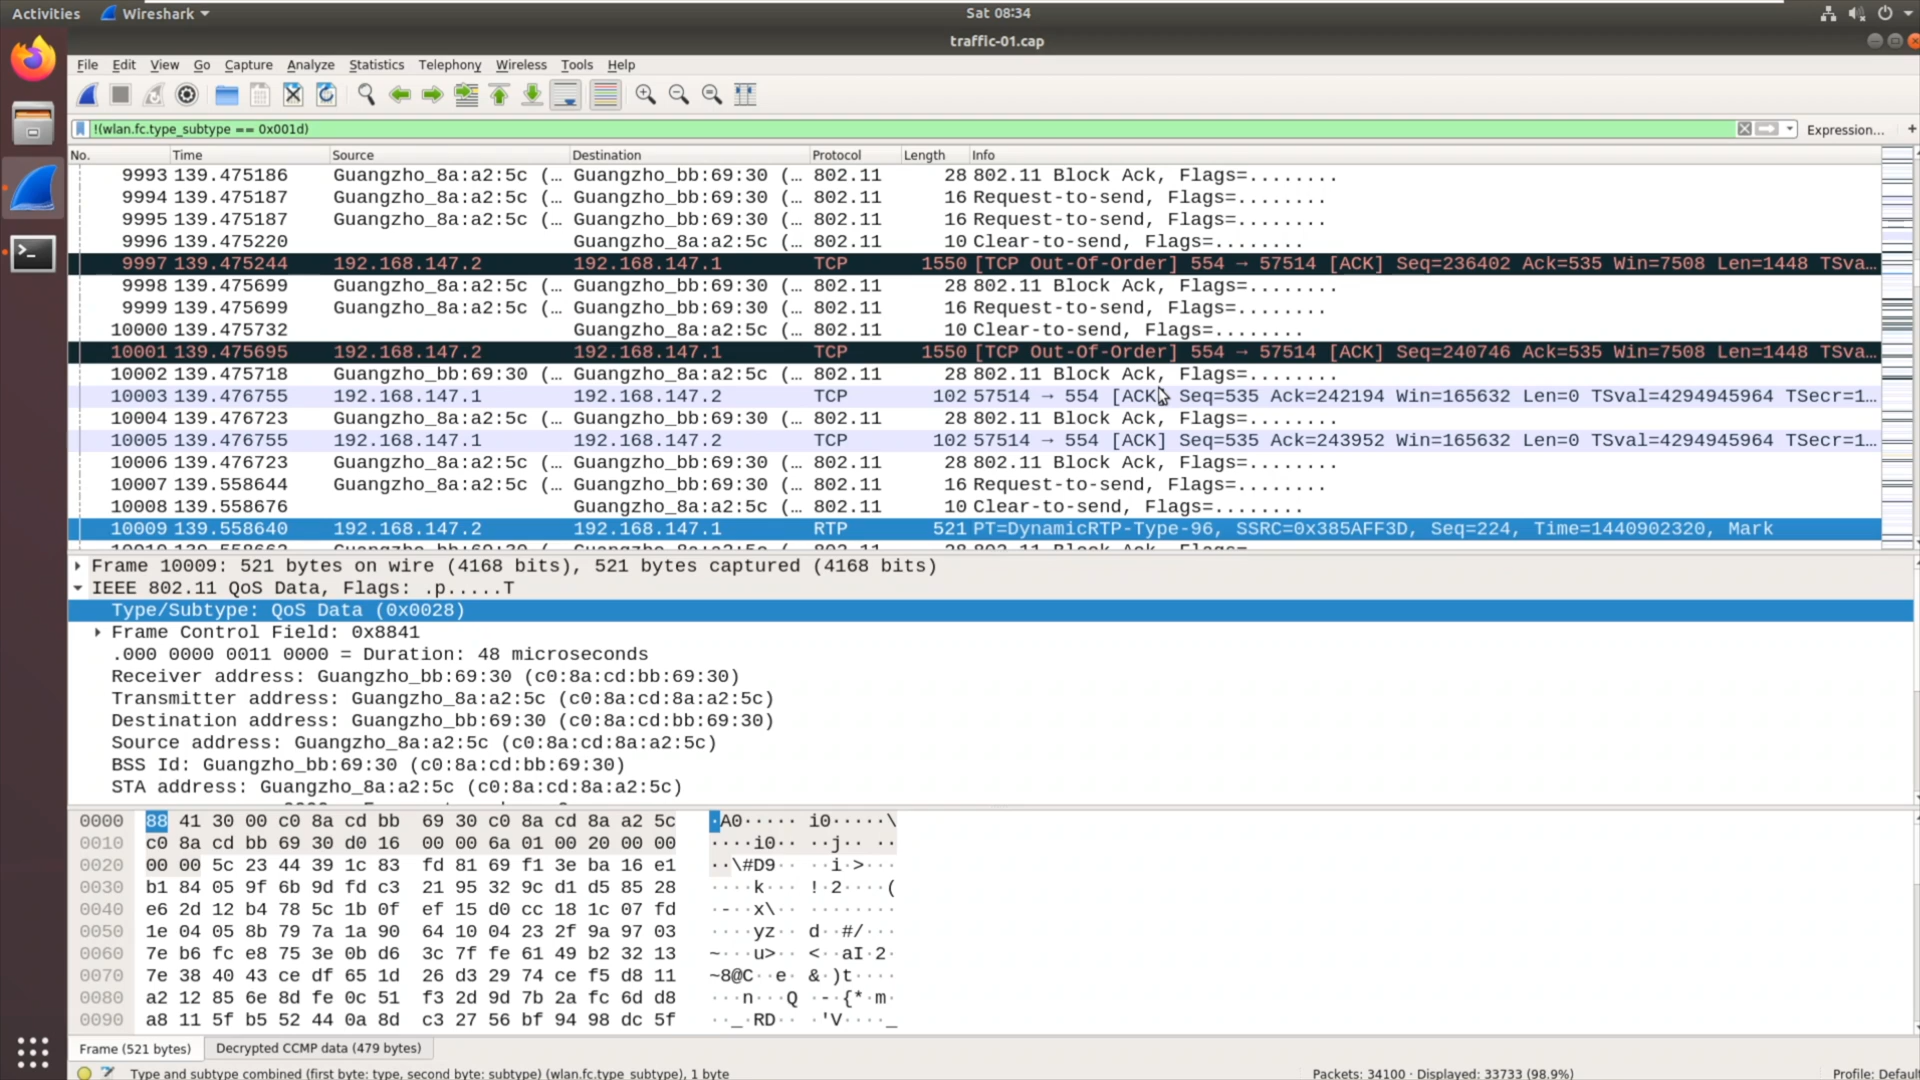 Activities Wireshark Sat 08:34
traffic-01.cap
File Edit View Go Capture Analyze Statistics Telephony Wireless Tools Help
!(wlan.fc.type_subtype == 0x001d) Expression... +
No. Time Source Destination Protocol Length Info
9993 139.475186 Guangzho_8a:a2:5c (… Guangzho_bb:69:30 (… 802.11 28 802.11 Block Ack, Flags=........
9994 139.475187 Guangzho_8a:a2:5c (… Guangzho_bb:69:30 (… 802.11 16 Request-to-send, Flags=........
9995 139.475187 Guangzho_8a:a2:5c (… Guangzho_bb:69:30 (… 802.11 16 Request-to-send, Flags=........
9996 139.475220 Guangzho_8a:a2:5c (… 802.11 10 Clear-to-send, Flags=........
9997 139.475244 192.168.147.2 192.168.147.1 TCP 1550 [TCP Out-Of-Order] 554 → 57514 [ACK] Seq=236402 Ack=535 Win=7508 Len=1448 TSva…
9998 139.475699 Guangzho_8a:a2:5c (… Guangzho_bb:69:30 (… 802.11 28 802.11 Block Ack, Flags=........
9999 139.475699 Guangzho_8a:a2:5c (… Guangzho_bb:69:30 (… 802.11 16 Request-to-send, Flags=........
10000 139.475732 Guangzho_8a:a2:5c (… 802.11 10 Clear-to-send, Flags=........
10001 139.475695 192.168.147.2 192.168.147.1 TCP 1550 [TCP Out-Of-Order] 554 → 57514 [ACK] Seq=240746 Ack=535 Win=7508 Len=1448 TSva…
10002 139.475718 Guangzho_bb:69:30 (… Guangzho_8a:a2:5c (… 802.11 28 802.11 Block Ack, Flags=........
10003 139.476755 192.168.147.1 192.168.147.2 TCP 102 57514 → 554 [ACK] Seq=535 Ack=242194 Win=165632 Len=0 TSval=4294945964 TSecr=1…
10004 139.476723 Guangzho_8a:a2:5c (… Guangzho_bb:69:30 (… 802.11 28 802.11 Block Ack, Flags=........
10005 139.476755 192.168.147.1 192.168.147.2 TCP 102 57514 → 554 [ACK] Seq=535 Ack=243952 Win=165632 Len=0 TSval=4294945964 TSecr=1…
10006 139.476723 Guangzho_8a:a2:5c (… Guangzho_bb:69:30 (… 802.11 28 802.11 Block Ack, Flags=........
10007 139.558644 Guangzho_8a:a2:5c (… Guangzho_bb:69:30 (… 802.11 16 Request-to-send, Flags=........
10008 139.558676 Guangzho_8a:a2:5c (… 802.11 10 Clear-to-send, Flags=........
10009 139.558640 192.168.147.2 192.168.147.1 RTP 521 PT=DynamicRTP-Type-96, SSRC=0x385AFF3D, Seq=224, Time=1440902320, Mark
Frame 10009: 521 bytes on wire (4168 bits), 521 bytes captured (4168 bits)
IEEE 802.11 QoS Data, Flags: .p.....T
Type/Subtype: QoS Data (0x0028)
Frame Control Field: 0x8841
.000 0000 0011 0000 = Duration: 48 microseconds
Receiver address: Guangzho_bb:69:30 (c0:8a:cd:bb:69:30)
Transmitter address: Guangzho_8a:a2:5c (c0:8a:cd:8a:a2:5c)
Destination address: Guangzho_bb:69:30 (c0:8a:cd:bb:69:30)
Source address: Guangzho_8a:a2:5c (c0:8a:cd:8a:a2:5c)
BSS Id: Guangzho_bb:69:30 (c0:8a:cd:bb:69:30)
STA address: Guangzho_8a:a2:5c (c0:8a:cd:8a:a2:5c)
0000 88 41 30 00 c0 8a cd bb 69 30 c0 8a cd 8a a2 5c ·A0····· i0·····\
0010 c0 8a cd bb 69 30 d0 16 00 00 6a 01 00 20 00 00 ····i0·· ··j·· ··
0020 00 00 5c 23 44 39 1c 83 fd 81 69 f1 3e ba 16 e1 ··\#D9·· ··i·>···
0030 b1 84 05 9f 6b 9d fd c3 21 95 32 9c d1 d5 85 28 ····k··· !·2····(
0040 e6 2d 12 b4 78 5c 1b 0f ef 15 d0 cc 18 1c 07 fd ·-··x\·· ········
0050 1e 04 05 8b 79 7a 1a 90 64 10 04 23 2f 9a 97 03 ····yz·· d··#/···
0060 7e b6 fc e8 75 3e 0b d6 3c 7f fe 61 49 b2 32 13 ~···u>·· <··aI·2·
0070 7e 38 40 43 ce df 65 1d 26 d3 29 74 ce f5 d8 11 ~8@C··e· &·)t····
0080 a2 12 85 6e 8d fe 0c 51 f3 2d 9d 7b 2a fc 6d d8 ···n···Q ·-·{*·m·
0090 a8 11 5f b5 52 44 0a 8d c3 27 56 bf 94 98 dc 5f ··_·RD·· ·'V····_
Frame (521 bytes) Decrypted CCMP data (479 bytes)
Type and subtype combined (first byte: type, second byte: subtype) (wlan.fc.type_subtype), 1 byte Packets: 34100 · Displayed: 33733 (98.9%) Profile: Defaul